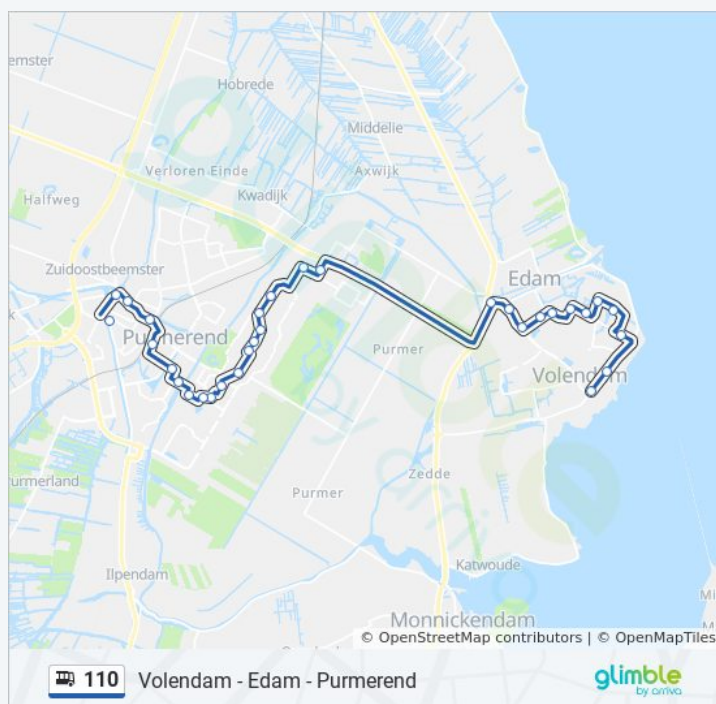 emster
Hobrede
Middelie
Verloren Einde
Axwijk
Kwadijk
Halfweg
Zuidoostbeemster
Edam
k
Purmerend
Purmer
Volendam
Zedde
Purmer
Purmerland
Katwoude
Ilpendam
Monnickendam
© OpenStreetMap contributors | © OpenMapTiles
110 Volendam - Edam - Purmerend
glimble
by arriva